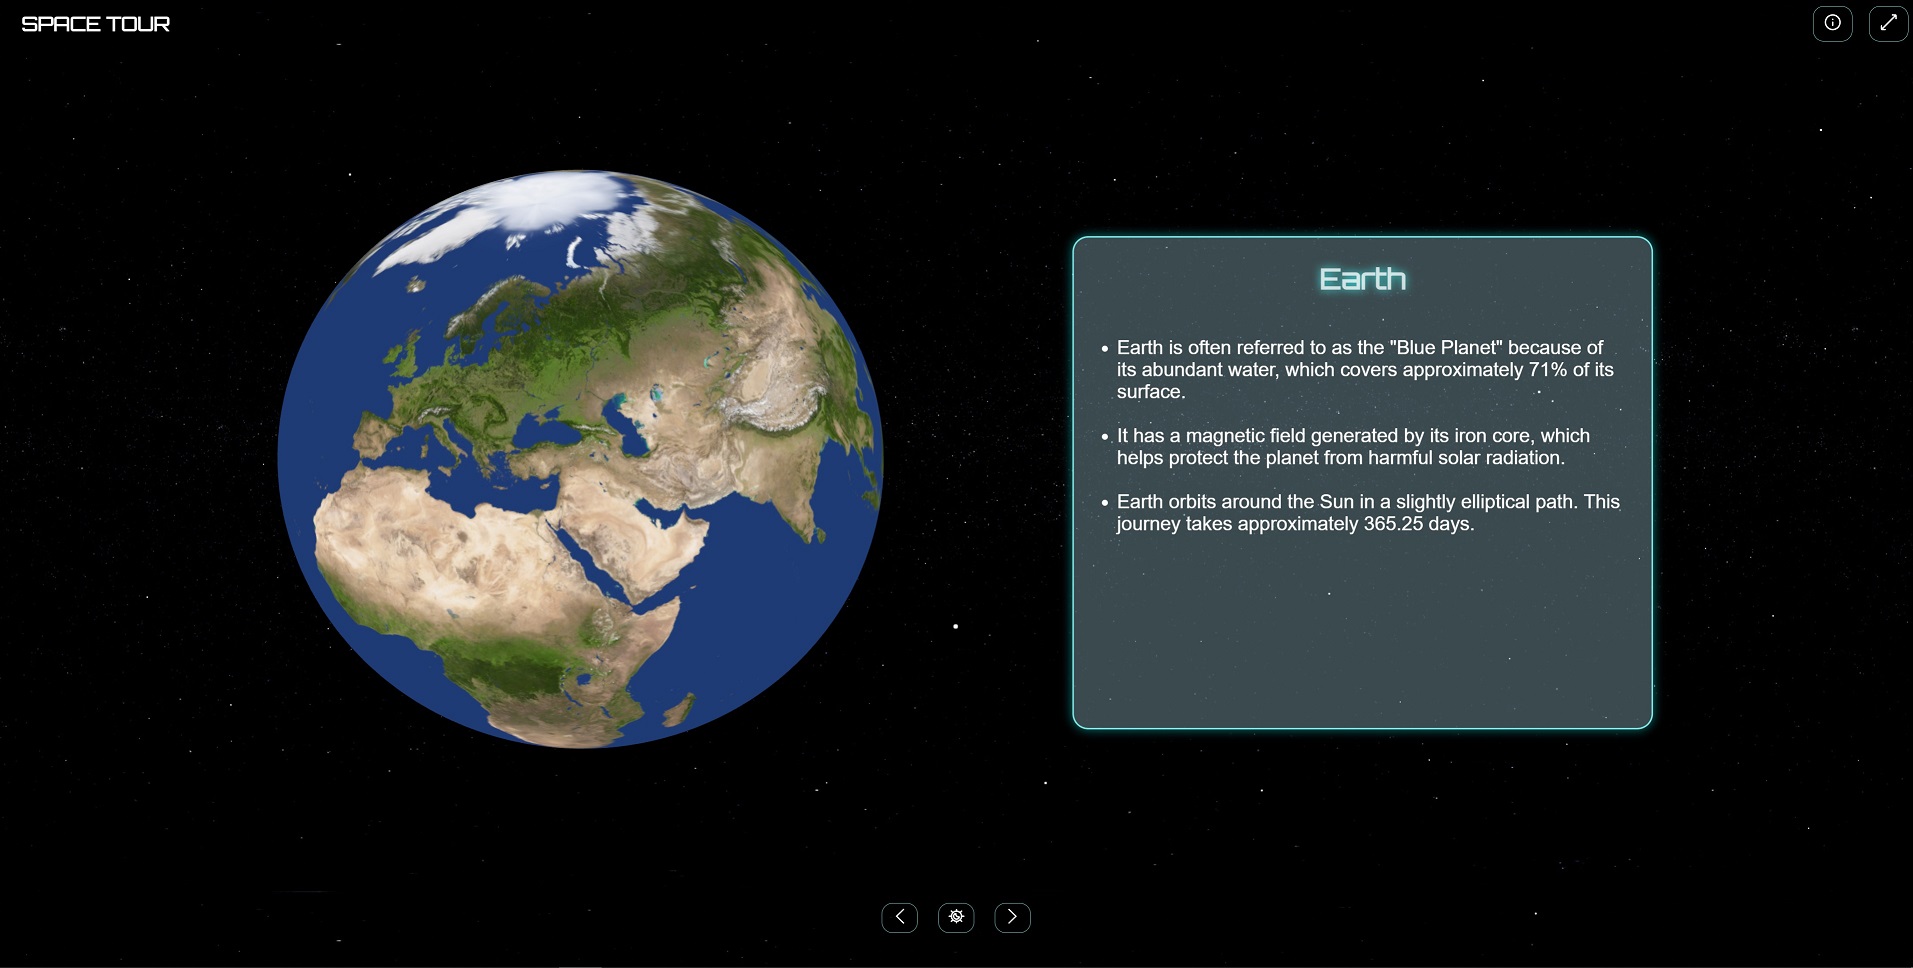 SPACE TOUR
Earth
• Earth is often referred to as the "Blue Planet" because of
its abundant water, which covers approximately 71% of its
surface.
• It has a magnetic field generated by its iron core, which
helps protect the planet from harmful solar radiation.
• Earth orbits around the Sun in a slightly elliptical path. This
journey takes approximately 365.25 days.